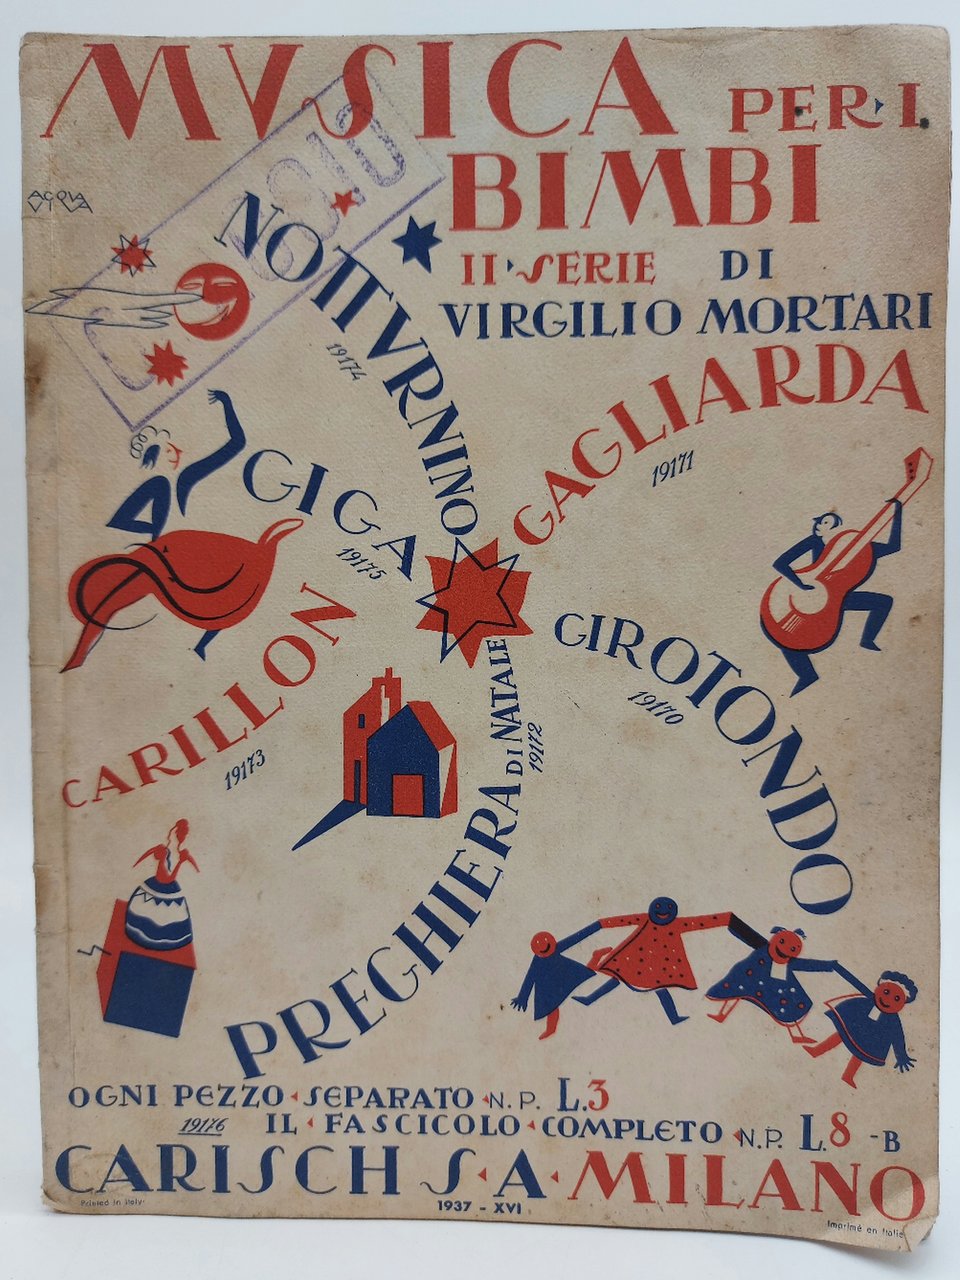 MVSICA PER I
BIMBI
II SERIE DI
VIRGILIO MORTARI
ACQVA
VIVA
NOTTVRNINO
19174
GAGLIARDA
19171
GIGA
19175
CARILLON
19173
GIROTONDO
19170
PREGHIERA DI NATALE
19172
OGNI PEZZO · SEPARATO · N.P. L.3
19176 IL · FASCICOLO · COMPLETO · N.P. L.8 -B
CARISCH S·A·MILANO
Printed in Italy
1937 - XVI
Imprimé en Italie